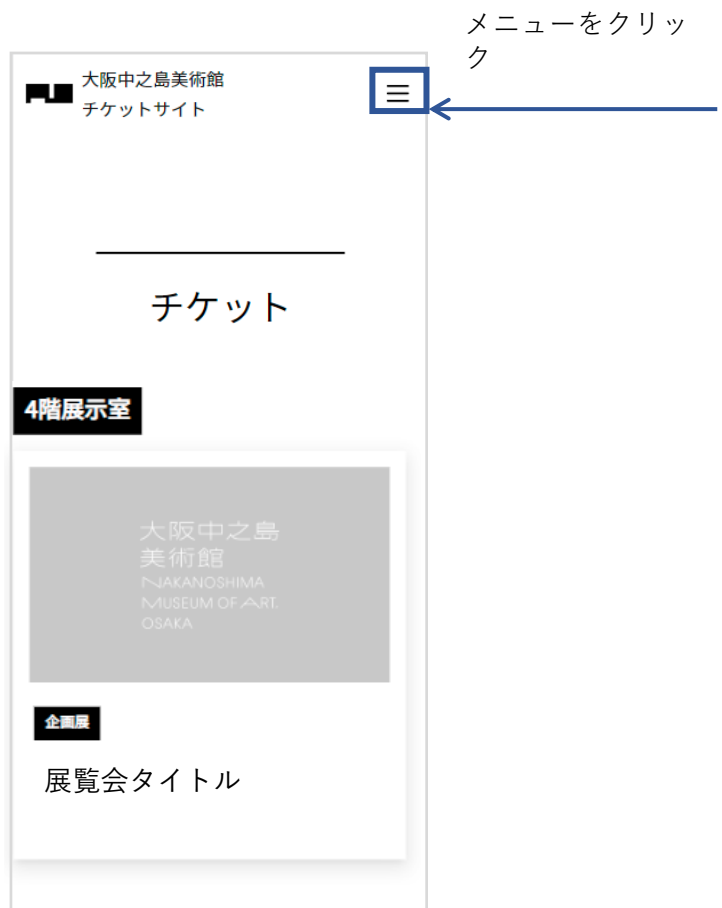 メニューをクリッ
ク
大阪中之島美術館
チケットサイト
チケット
4階展示室
大阪中之島
美術館
NAKANOSHIMA
MUSEUM OF ART,
OSAKA
企画展
展覧会タイトル